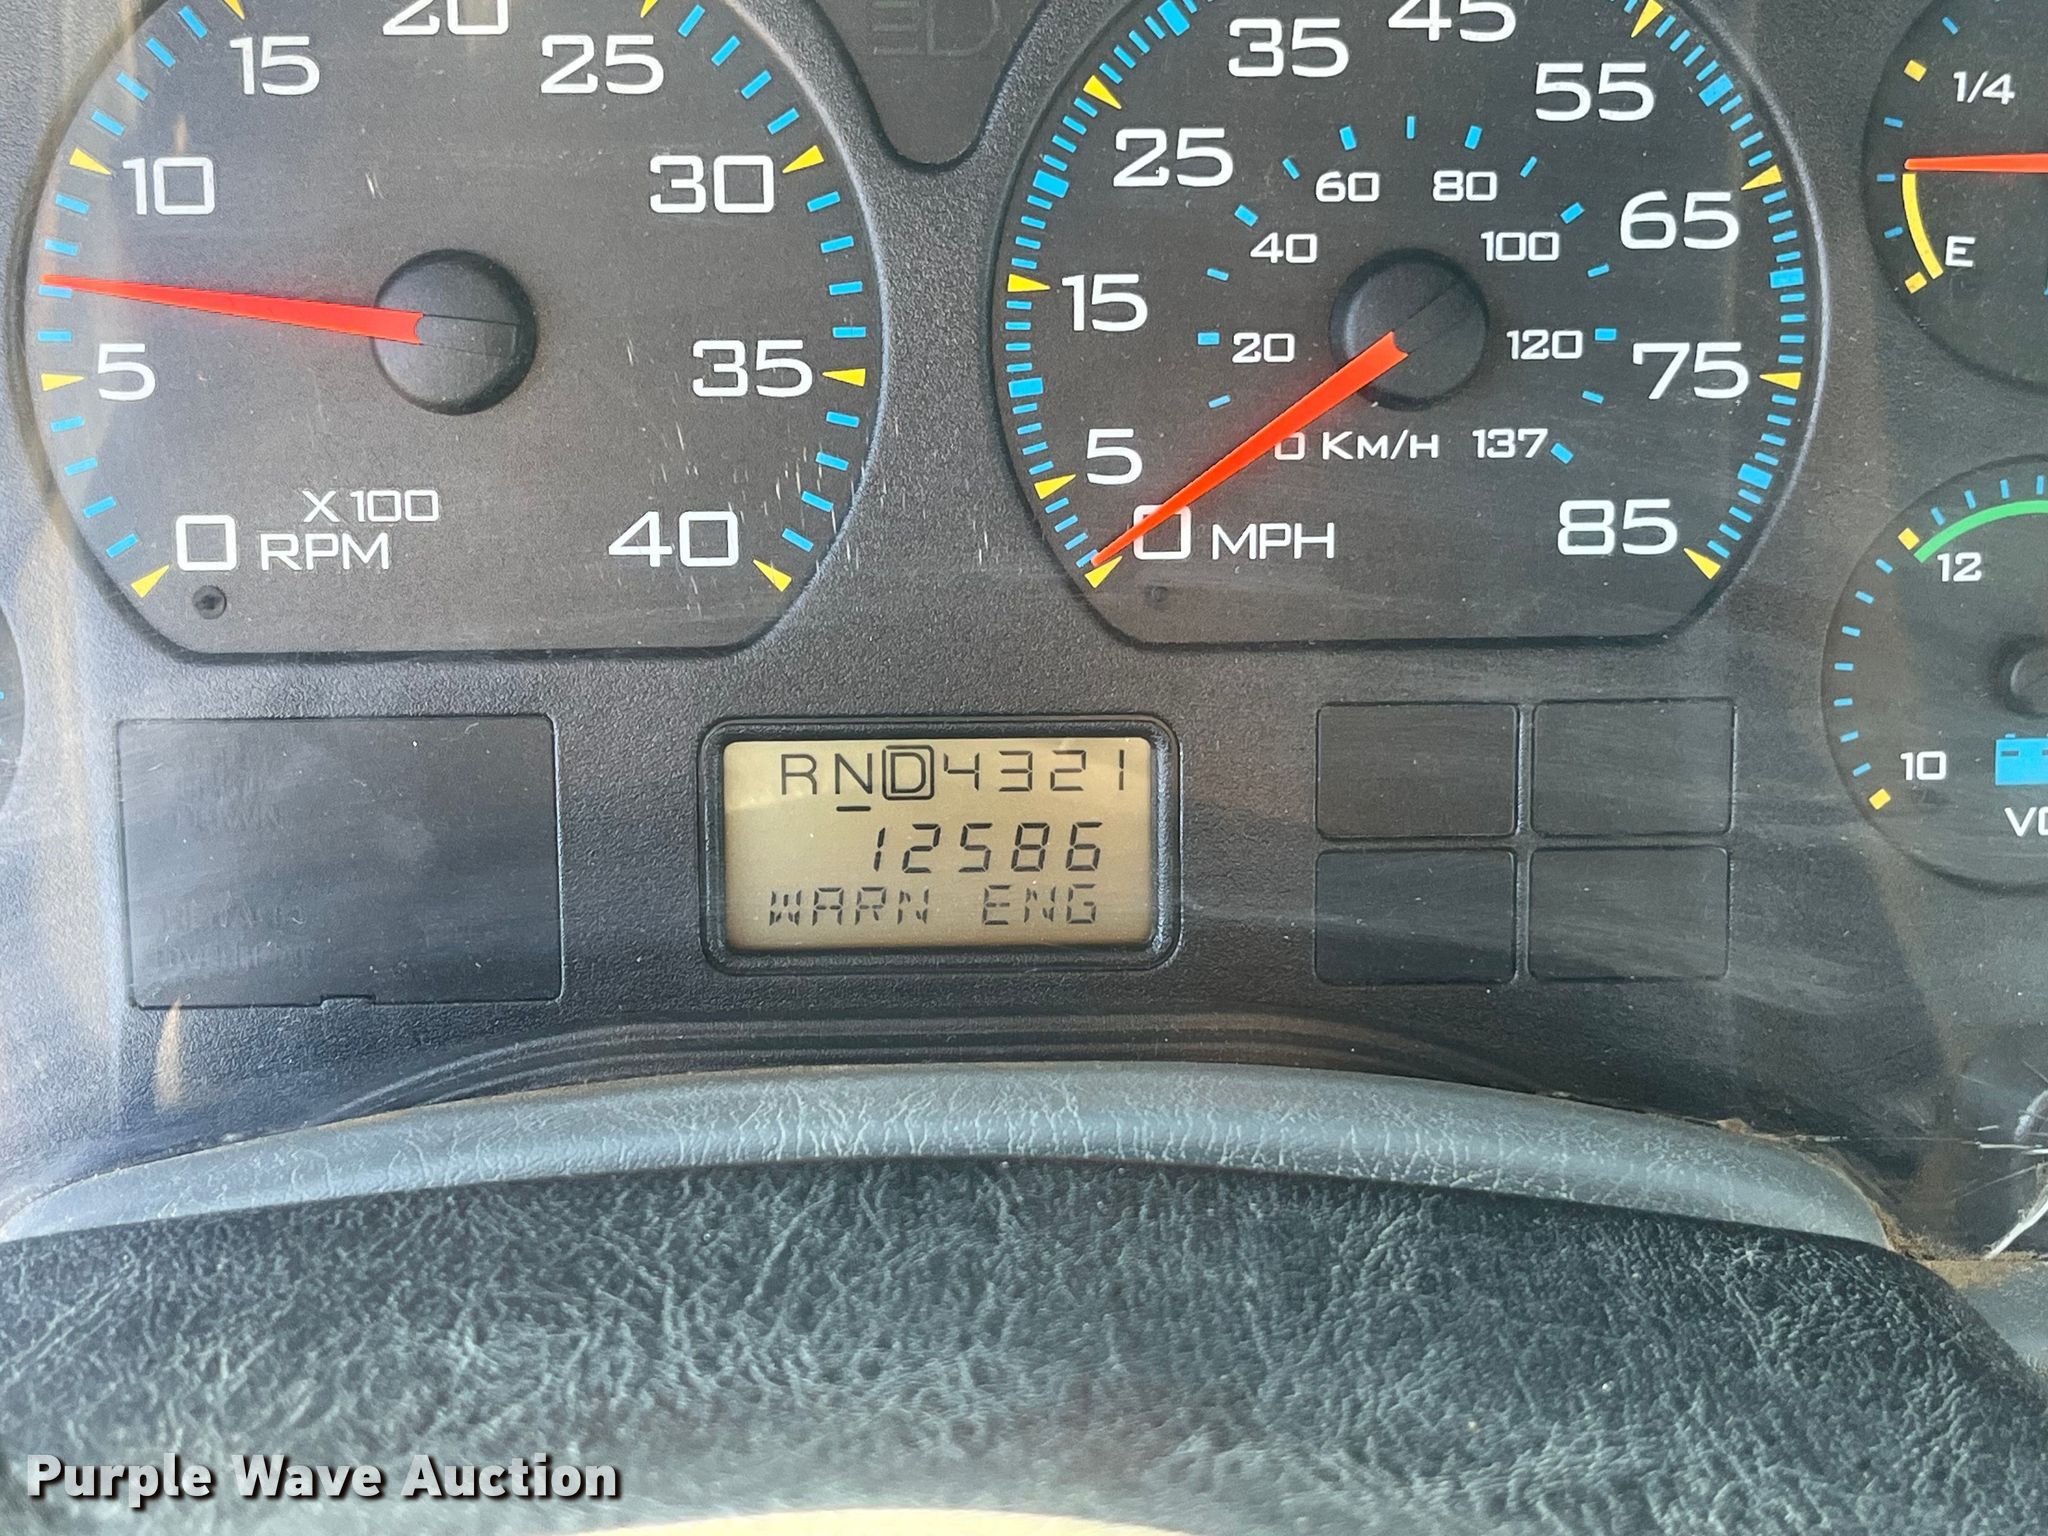 10 15 20 25 30
5 35
0 X100 RPM 40
25 35 45 55
15 65
5 75
0 MPH 85
60 80
40 100
20 120
0 KM/H 137
1/4
E
12
10
RND4321
12586
WARN ENG
Purple Wave Auction